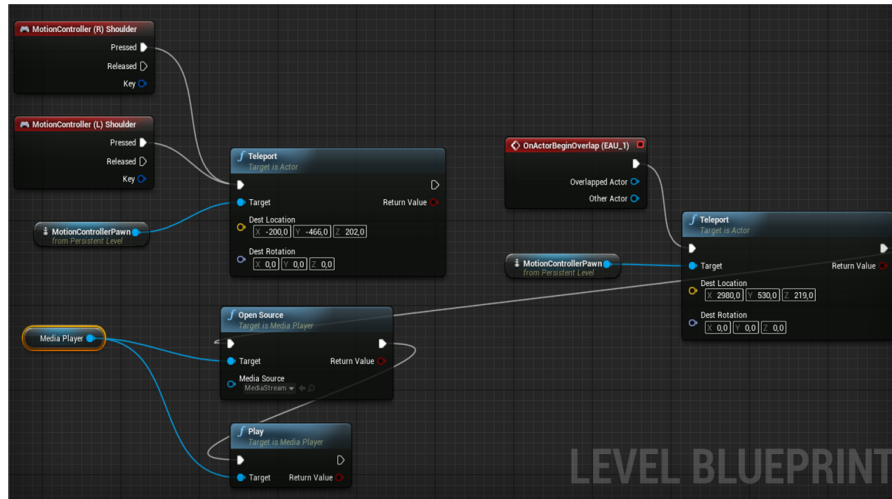 MotionController (R) Shoulder
Pressed
Released
Key
MotionController (L) Shoulder
Pressed
Released
Key
MotionControllerPawn
from Persistent Level
f Teleport
Target is Actor
Target
Return Value
Dest Location
X -200,0 Y -466,0 Z 202,0
Dest Rotation
X 0,0 Y 0,0 Z 0,0
OnActorBeginOverlap (EAU_1)
Overlapped Actor
Other Actor
MotionControllerPawn
from Persistent Level
f Teleport
Target is Actor
Target
Return Value
Dest Location
X 2980,0 Y 530,0 Z 219,0
Dest Rotation
X 0,0 Y 0,0 Z 0,0
Media Player
f Open Source
Target is Media Player
Target
Return Value
Media Source
MediaStream
f Play
Target is Media Player
Target
Return Value
LEVEL BLUEPRINT